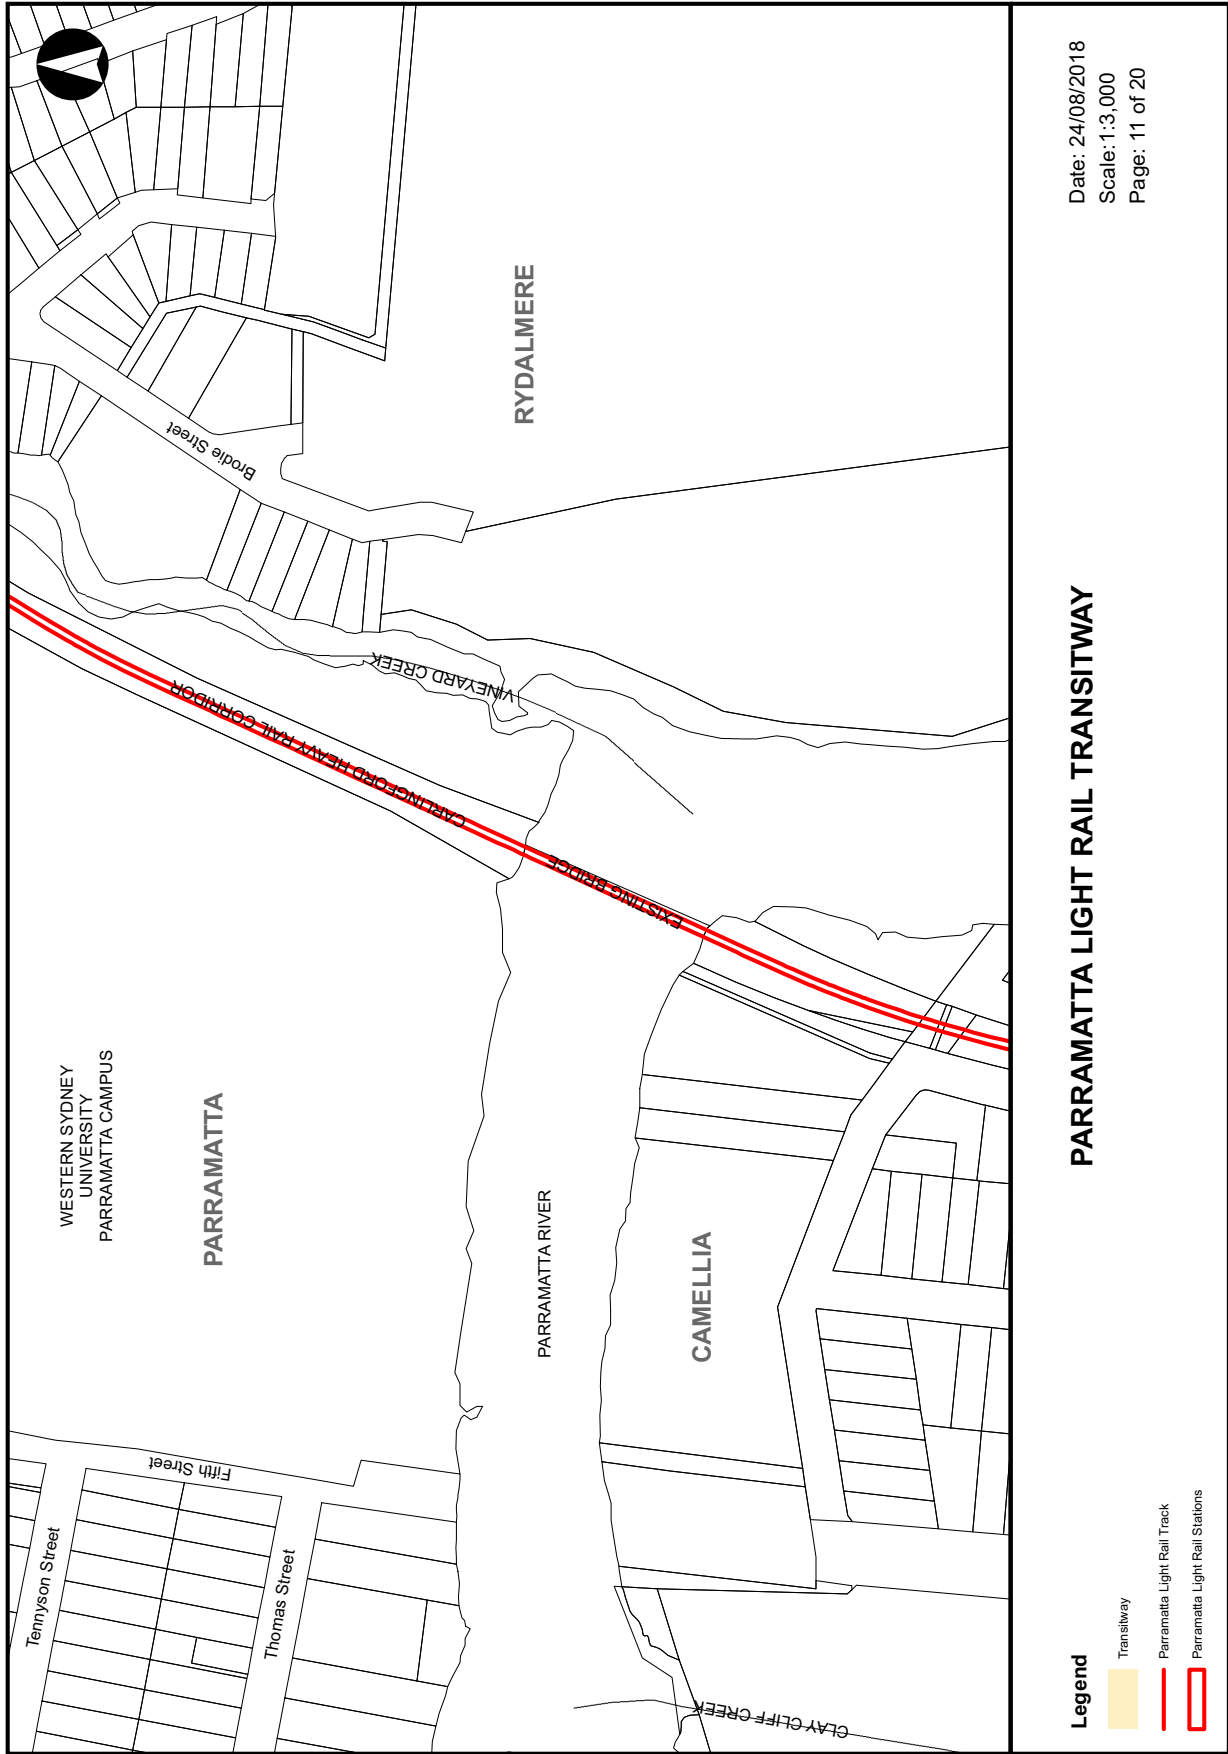 WESTERN SYDNEY
UNIVERSITY
PARRAMATTA CAMPUS
PARRAMATTA
Tennyson Street
Thomas Street
Fifth Street
Brodie Street
CARLINGFORD HEAVY RAIL CORRIDOR
VINEYARD CREEK
RYDALMERE
EXISTING BRIDGE
PARRAMATTA RIVER
CAMELLIA
CLAY CLIFF CREEK
Legend
Transitway
Parramatta Light Rail Track
Parramatta Light Rail Stations
PARRAMATTA LIGHT RAIL TRANSITWAY
Date: 24/08/2018
Scale:1:3,000
Page: 11 of 20